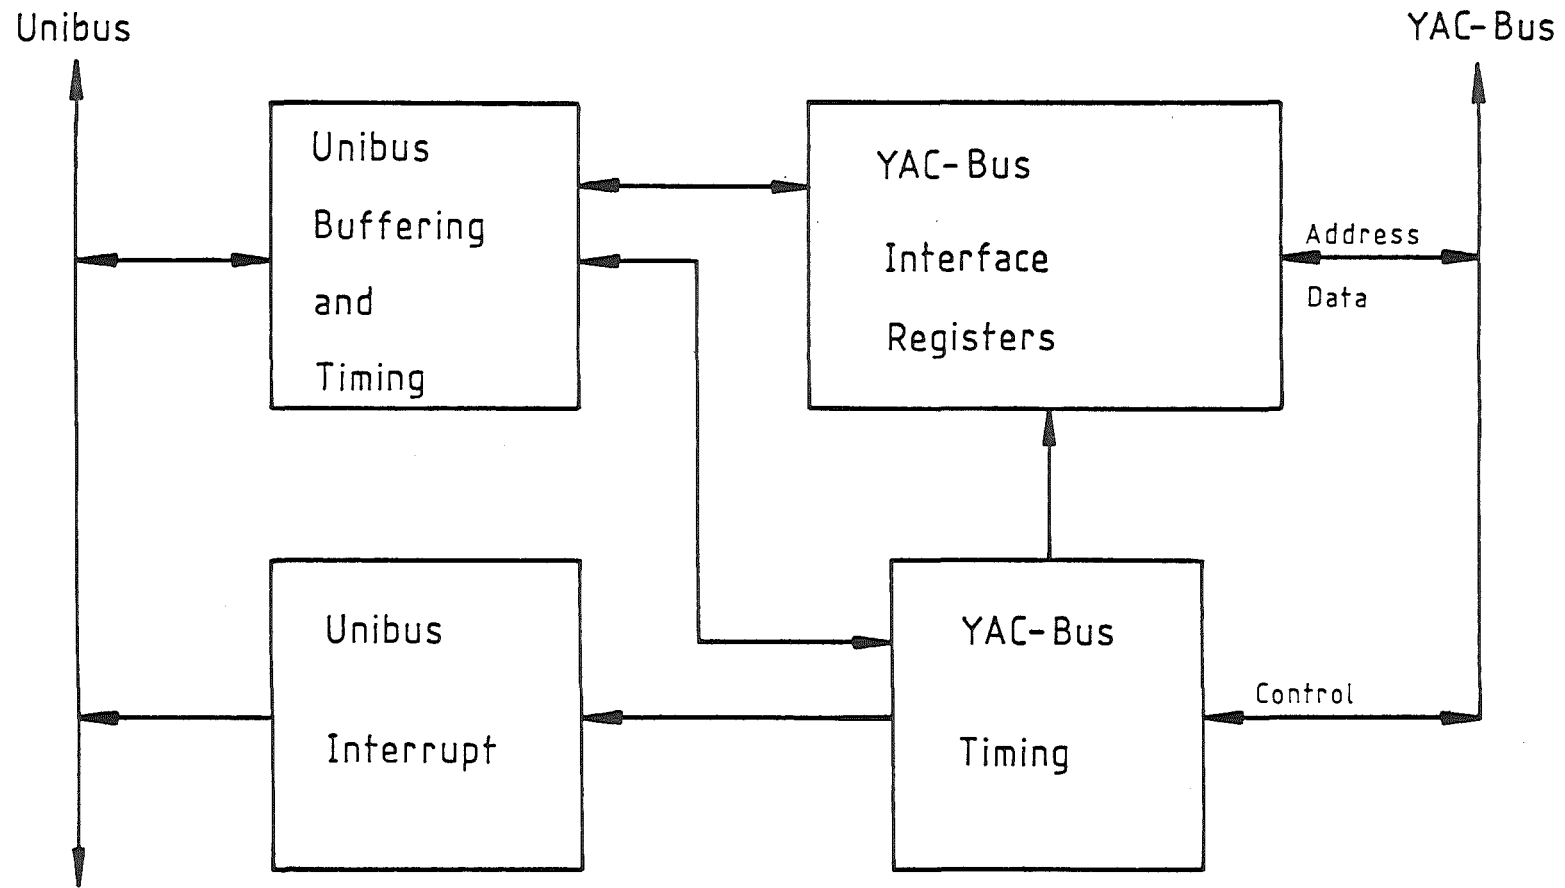 Unibus
YAC-Bus
Unibus
Buffering
and
Timing
YAC-Bus
Interface
Registers
Address
Data
Unibus
Interrupt
YAC-Bus
Timing
Control